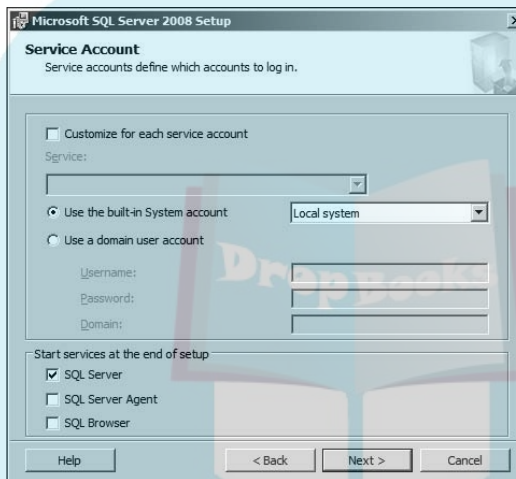 Microsoft SQL Server 2008 Setup
Service Account
Service accounts define which accounts to log in.
Customize for each service account
Service:
Use the built-in System account
Local system
Use a domain user account
Username:
Password:
Domain:
DropBooks
Start services at the end of setup
SQL Server
SQL Server Agent
SQL Browser
Help
< Back
Next >
Cancel